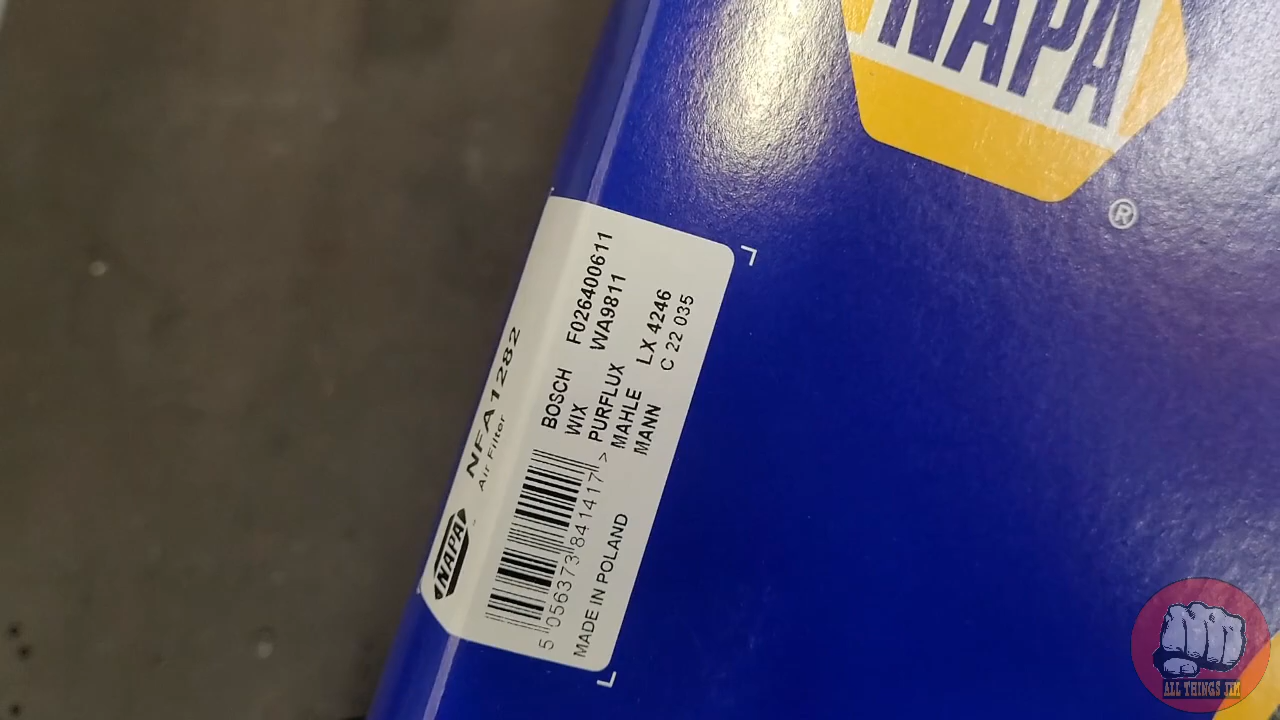 NAPA
®
NAPA
NFA1282
Air Filter
BOSCH F026400611
WIX WA9811
PURFLUX
MAHLE LX 4246
MANN C 22 035
5 056373 841417 >
MADE IN POLAND
ALL THINGS JIM